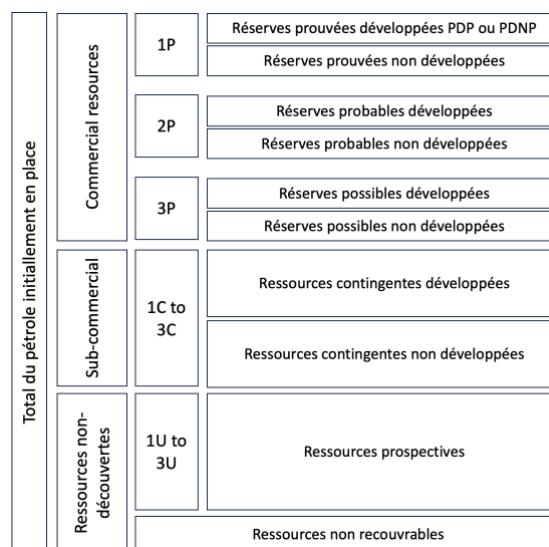 Total du pétrole initiallement en place
Commercial resources
1P
Réserves prouvées développées PDP ou PDNP
Réserves prouvées non développées
2P
Réserves probables développées
Réserves probables non développées
3P
Réserves possibles développées
Réserves possibles non développées
Sub-commercial
1C to
3C
Ressources contingentes développées
Ressources contingentes non développées
Ressources non-
découvertes
1U to
3U
Ressources prospectives
Ressources non recouvrables